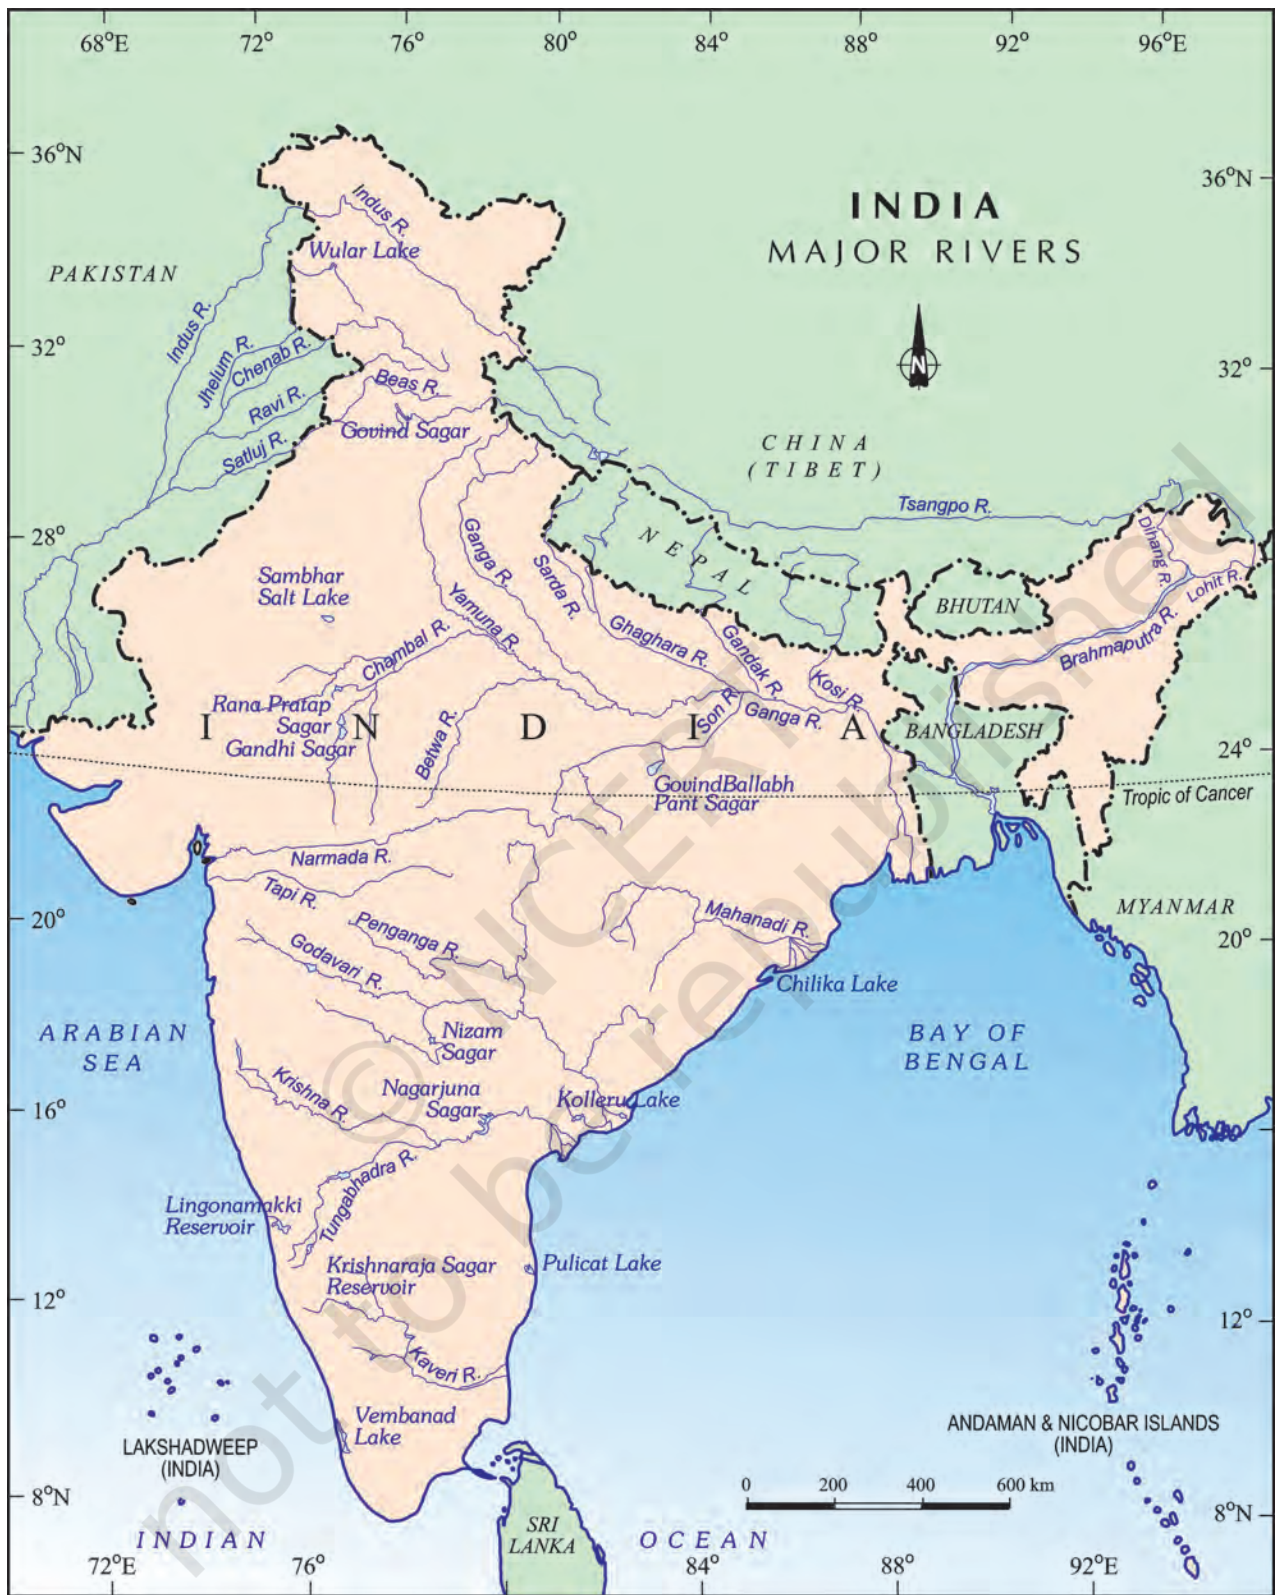 68°E 72° 76° 80° 84° 88° 92° 96°E
36°N
36°N
INDIA
MAJOR RIVERS
Indus R.
Wular Lake
PAKISTAN
N
Indus R.
32°
32°
Jhelum R.
Chenab R.
Beas R.
Ravi R.
Govind Sagar
Satluj R.
CHINA
(TIBET)
Tsangpo R.
28°
28°
NEPAL
Dihang R.
Lohit R.
Ganga R.
Sarda R.
Sambhar
Salt Lake
Yamuna R.
BHUTAN
Brahmaputra R.
Chambal R.
Ghaghara R.
Gandak R.
Kosi R.
Rana Pratap
Sagar
Gandhi Sagar
INDIA
Betwa R.
Son R.
Ganga R.
BANGLADESH
24°
24°
GovindBallabh
Pant Sagar
Tropic of Cancer
Narmada R.
Tapi R.
Penganga R.
Mahanadi R.
MYANMAR
20°
20°
Godavari R.
Chilika Lake
ARABIAN
SEA
Nizam
Sagar
BAY OF
BENGAL
Krishna R.
Nagarjuna
Sagar
Kolleru Lake
16°
Tungabhadra R.
Lingonamakki
Reservoir
Krishnaraja Sagar
Reservoir
Pulicat Lake
12°
12°
Kaveri R.
Vembanad
Lake
LAKSHADWEEP
(INDIA)
ANDAMAN & NICOBAR ISLANDS
(INDIA)
0 200 400 600 km
8°N
8°N
SRI
LANKA
INDIAN OCEAN
72°E 76° 84° 88° 92°E
© NCERT
not to be republished